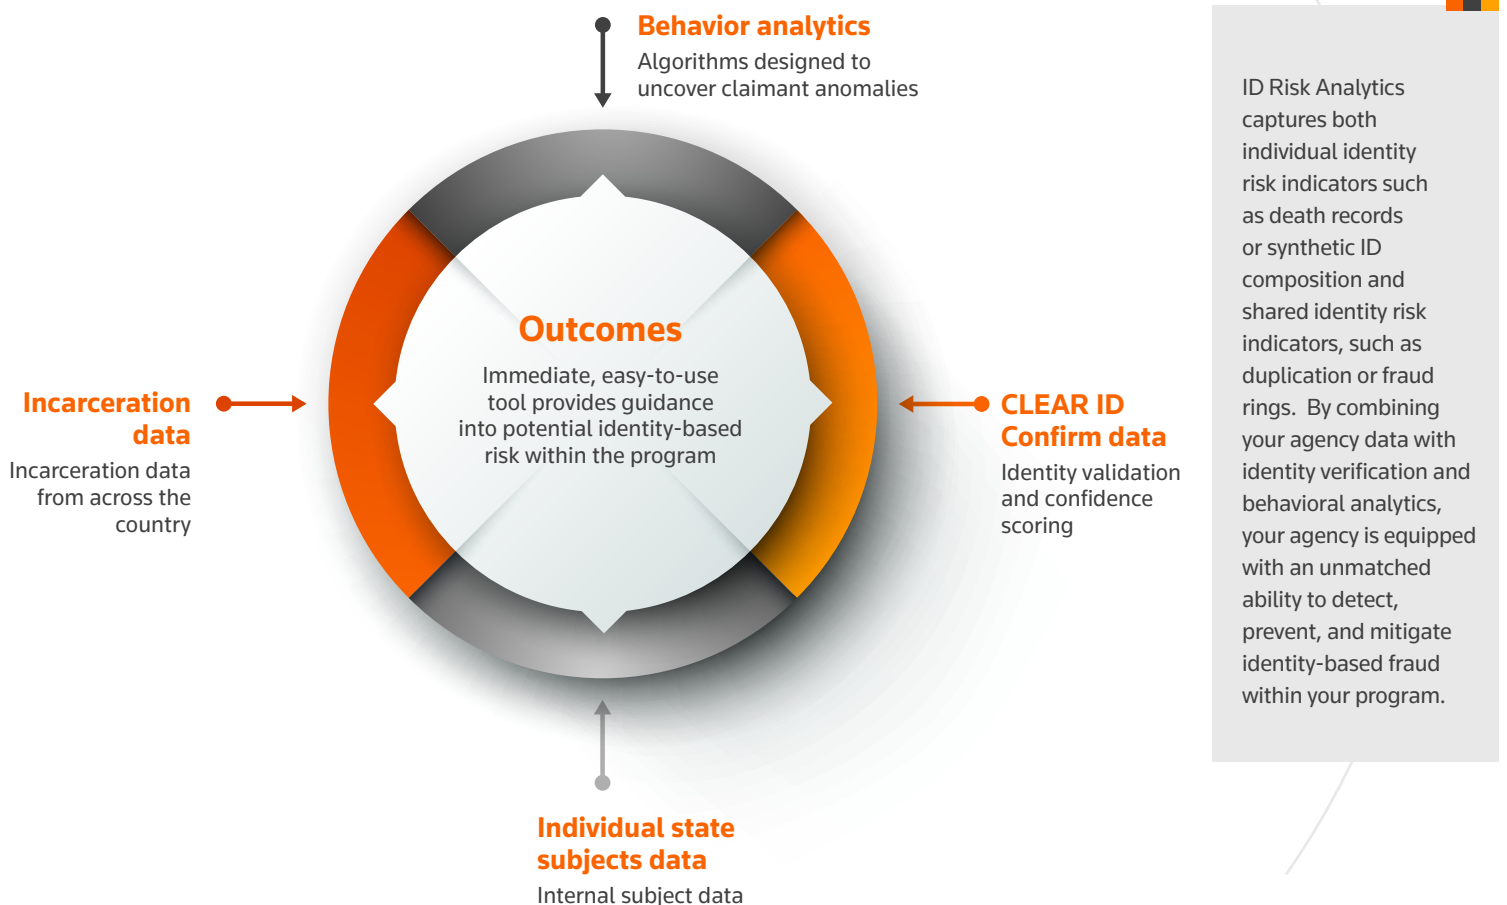 Behavior analytics
Algorithms designed to
uncover claimant anomalies
Outcomes
Immediate, easy-to-use
tool provides guidance
into potential identity-based
risk within the program
Incarceration
data
Incarceration data
from across the
country
CLEAR ID
Confirm data
Identity validation
and confidence
scoring
Individual state
subjects data
Internal subject data
ID Risk Analytics
captures both
individual identity
risk indicators such
as death records
or synthetic ID
composition and
shared identity risk
indicators, such as
duplication or fraud
rings.  By combining
your agency data with
identity verification and
behavioral analytics,
your agency is equipped
with an unmatched
ability to detect,
prevent, and mitigate
identity-based fraud
within your program.